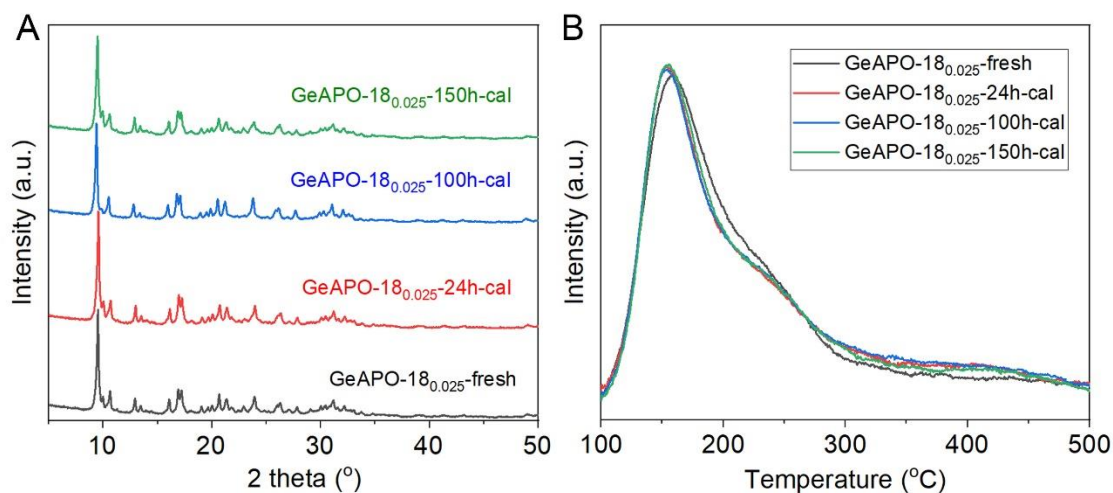 A
Intensity (a.u.)
GeAPO-18₀.₀₂₅-150h-cal
GeAPO-18₀.₀₂₅-100h-cal
GeAPO-18₀.₀₂₅-24h-cal
GeAPO-18₀.₀₂₅-fresh
10 20 30 40 50
2 theta (°)
B
Intensity (a.u.)
GeAPO-18₀.₀₂₅-fresh
GeAPO-18₀.₀₂₅-24h-cal
GeAPO-18₀.₀₂₅-100h-cal
GeAPO-18₀.₀₂₅-150h-cal
100 200 300 400 500
Temperature (°C)